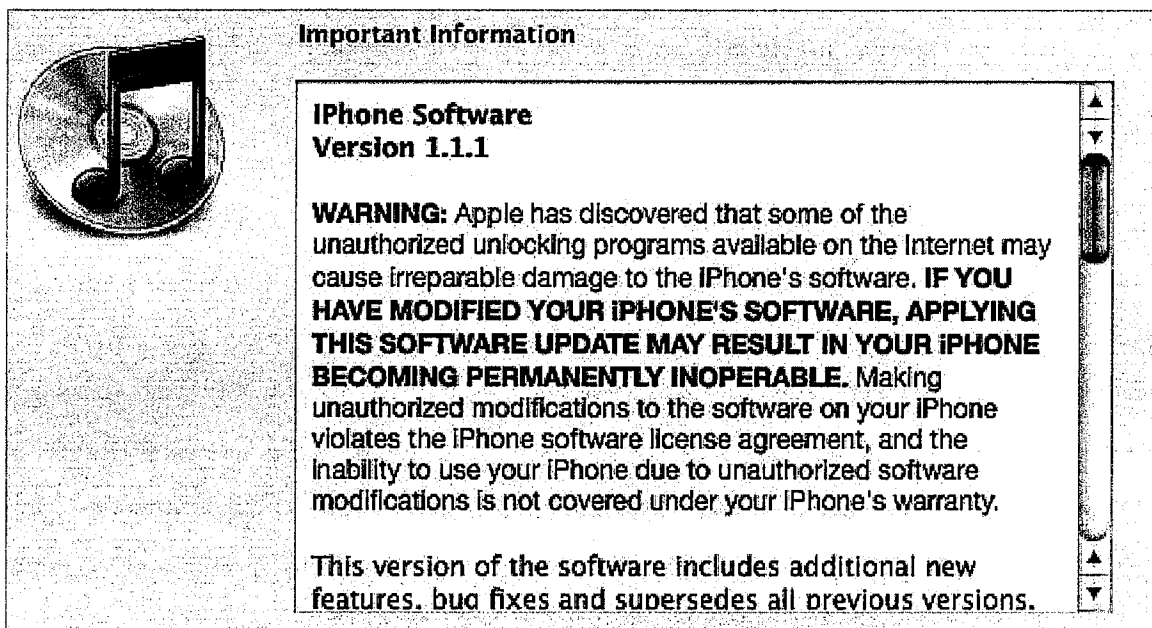 Important Information
iPhone Software
Version 1.1.1
WARNING: Apple has discovered that some of the
unauthorized unlocking programs available on the Internet may
cause irreparable damage to the iPhone's software. IF YOU
HAVE MODIFIED YOUR iPHONE'S SOFTWARE, APPLYING
THIS SOFTWARE UPDATE MAY RESULT IN YOUR iPHONE
BECOMING PERMANENTLY INOPERABLE. Making
unauthorized modifications to the software on your iPhone
violates the iPhone software license agreement, and the
inability to use your iPhone due to unauthorized software
modifications is not covered under your iPhone's warranty.
This version of the software includes additional new
features, bug fixes and supersedes all previous versions.